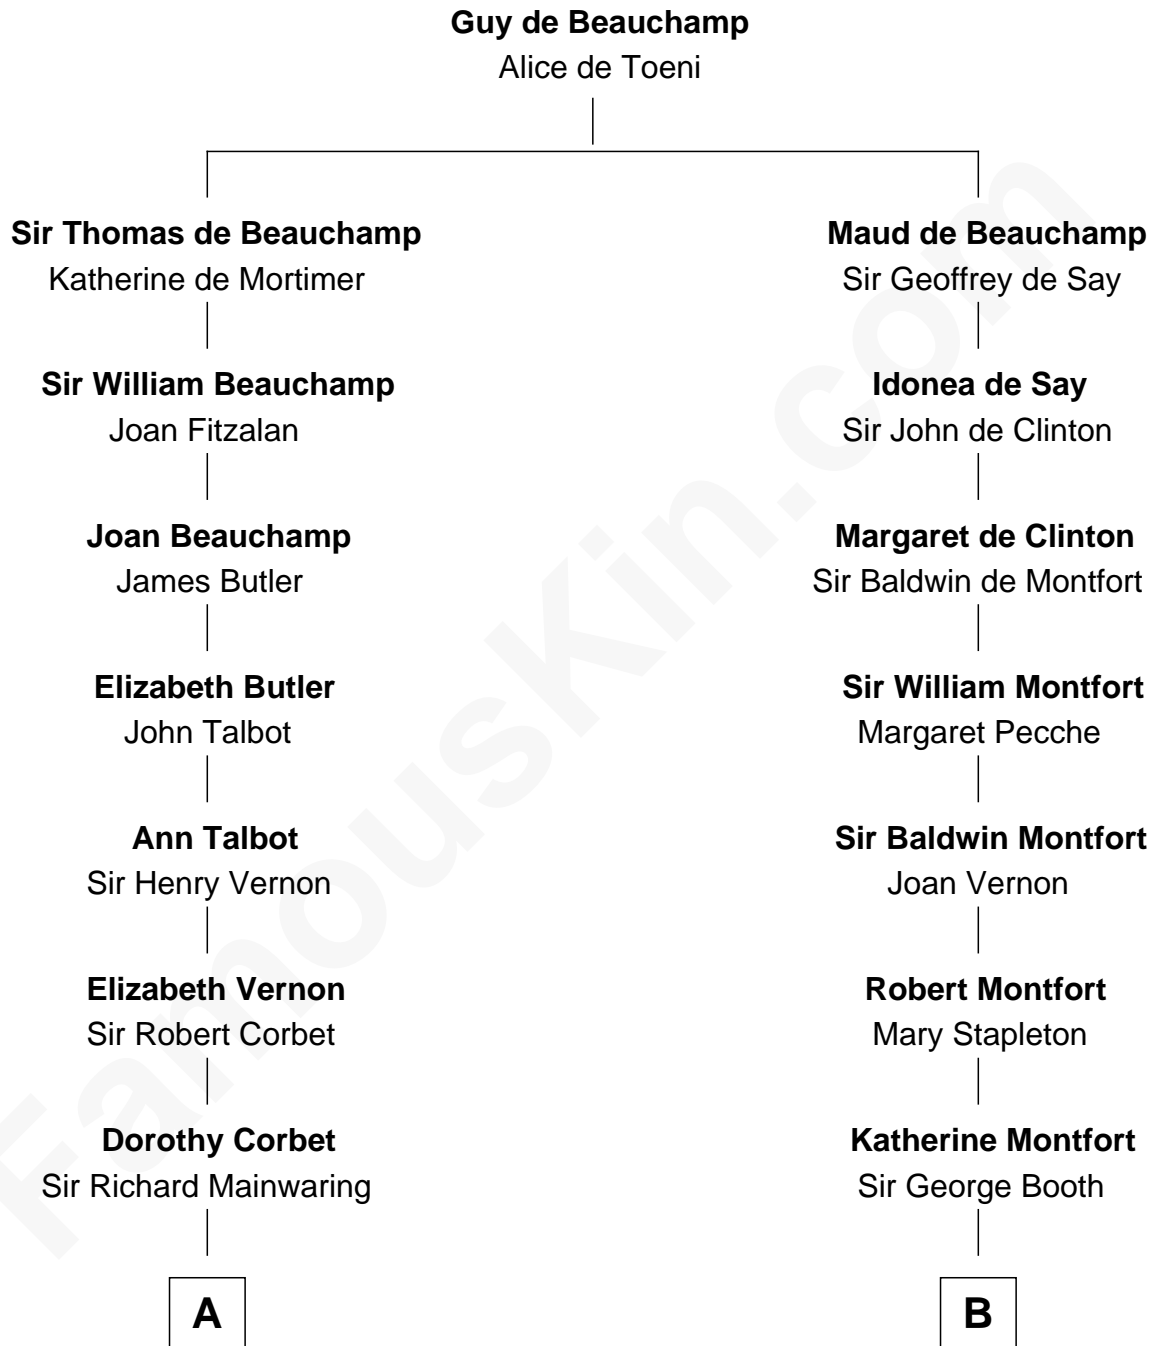 Guy de Beauchamp
Alice de Toeni
Sir Thomas de Beauchamp
Katherine de Mortimer
Maud de Beauchamp
Sir Geoffrey de Say
Sir William Beauchamp
Joan Fitzalan
Idonea de Say
Sir John de Clinton
Joan Beauchamp
James Butler
Margaret de Clinton
Sir Baldwin de Montfort
Elizabeth Butler
John Talbot
Sir William Montfort
Margaret Pecche
Ann Talbot
Sir Henry Vernon
Sir Baldwin Montfort
Joan Vernon
Elizabeth Vernon
Sir Robert Corbet
Robert Montfort
Mary Stapleton
Dorothy Corbet
Sir Richard Mainwaring
Katherine Montfort
Sir George Booth
A
B
FamousKin.com